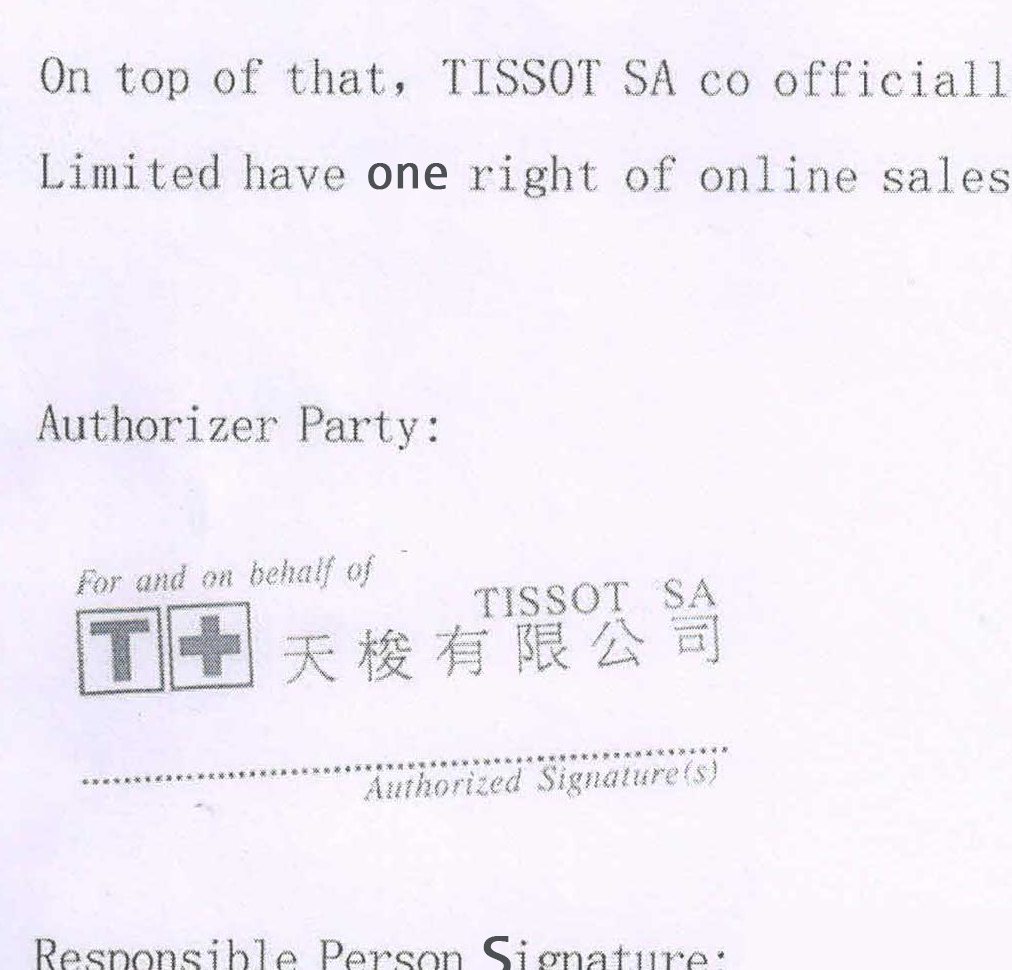 On top of that, TISSOT SA co officiall
Limited have one right of online sales
Authorizer Party:
For and on behalf of
TISSOT SA
T+ 天梭有限公司
Authorized Signature(s)
Responsible Person Signature: